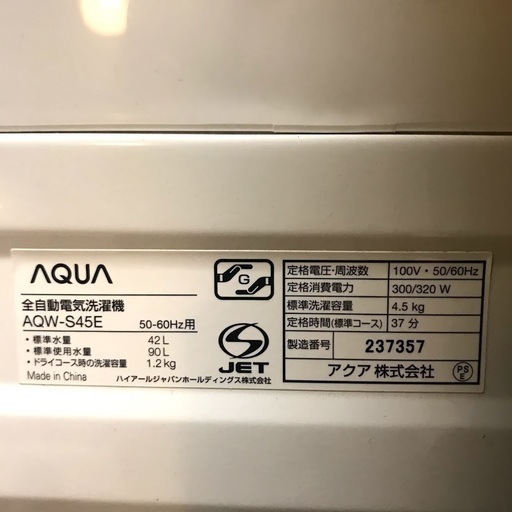 AQUA
全自動電気洗濯機
AQW-S45E 50-60Hz用
・標準水量 42L
・標準使用水量 90L
・ドライコース時の洗濯容量 1.2kg
Made in China
G
S
JET
ハイアールジャパンホールディングス株式会社
定格電圧・周波数 100V・50/60Hz
定格消費電力 300/320 W
標準洗濯容量 4.5 kg
定格時間(標準コース) 37 分
製造番号 237357
アクア 株式会社
PS
E